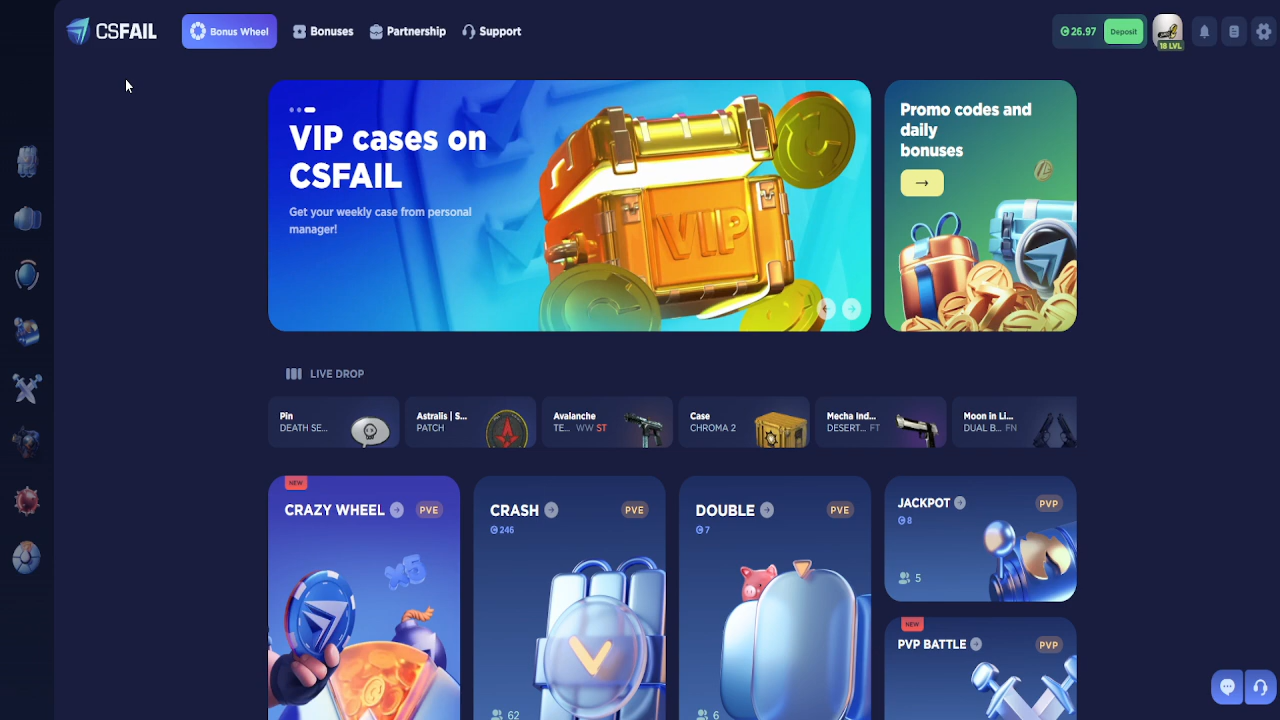 CSFAIL
Bonus Wheel
Bonuses
Partnership
Support
26.97
Deposit
18 LVL
VIP cases on
CSFAIL
Get your weekly case from personal
manager!
VIP
Promo codes and
daily
bonuses
LIVE DROP
Pin
DEATH SE...
Astralis | S...
PATCH
Avalanche
TE... WW ST
Case
CHROMA 2
Mecha Ind...
DESERT... FT
Moon in Li...
DUAL B... FN
NEW
CRAZY WHEEL
PVE
x5
CRASH
PVE
246
62
DOUBLE
PVE
7
6
JACKPOT
PVP
8
5
NEW
PVP BATTLE
PVP